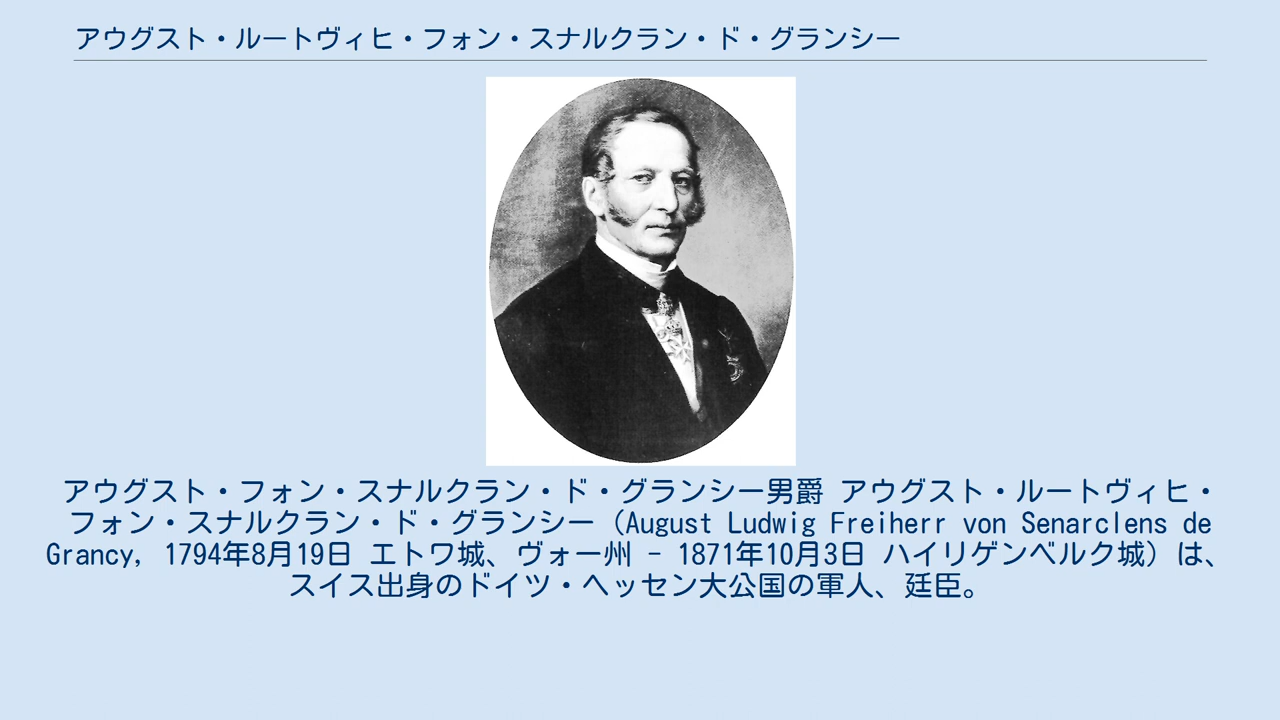 アウグスト・ルートヴィヒ・フォン・スナルクラン・ド・グランシー
アウグスト・フォン・スナルクラン・ド・グランシー男爵 アウグスト・ルートヴィヒ・
フォン・スナルクラン・ド・グランシー（August Ludwig Freiherr von Senarclens de
Grancy, 1794年8月19日 エトワ城、ヴォー州 - 1871年10月3日 ハイリゲンベルク城）は、
スイス出身のドイツ・ヘッセン大公国の軍人、廷臣。